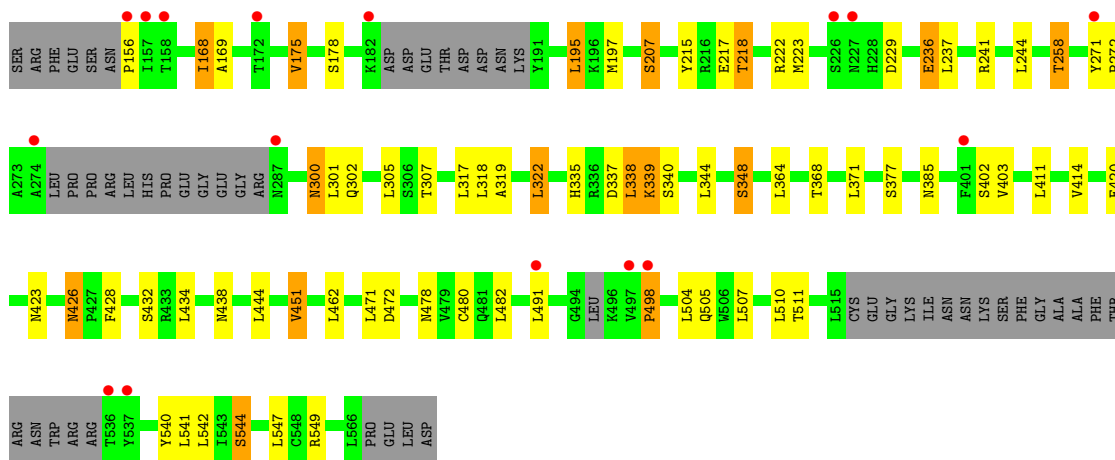 SER ARG PHE GLU SER ASN P156 I157 T158 I168 A169 T172 V175 S178 K182 ASP ASP GLU THR ASP ASP ASN LYS Y191 L195 K196 M197 S207 Y215 R216 E217 T218 R222 M223 S226 N227 H228 D229 E236 L237 R241 L244 T258 Y271
A273 A274 LEU PRO PRO ARG LEU HIS PRO GLU GLY GLU GLY ARG N287 N300 L301 Q302 L305 S306 T307 L317 L318 A319 L322 H335 R336 D337 L338 K339 S340 L344 S348 L364 T368 L371 S377 N385 F401 S402 V403 L411 V414
N423 N426 P427 F428 S432 R433 L434 N438 L444 V451 L462 L471 D472 N478 V479 C480 Q481 L482 L491 G494 LEU K496 V497 P498 L504 Q505 W506 L507 L510 T511 L515 CYS GLU GLY LYS ILE ASN ASN LYS SER PHE GLY ALA ALA PHE THR
ARG ASN TRP ARG ARG T536 Y537 Y540 L541 L542 I543 S544 L547 C548 R549 L566 PRO GLU LEU ASP